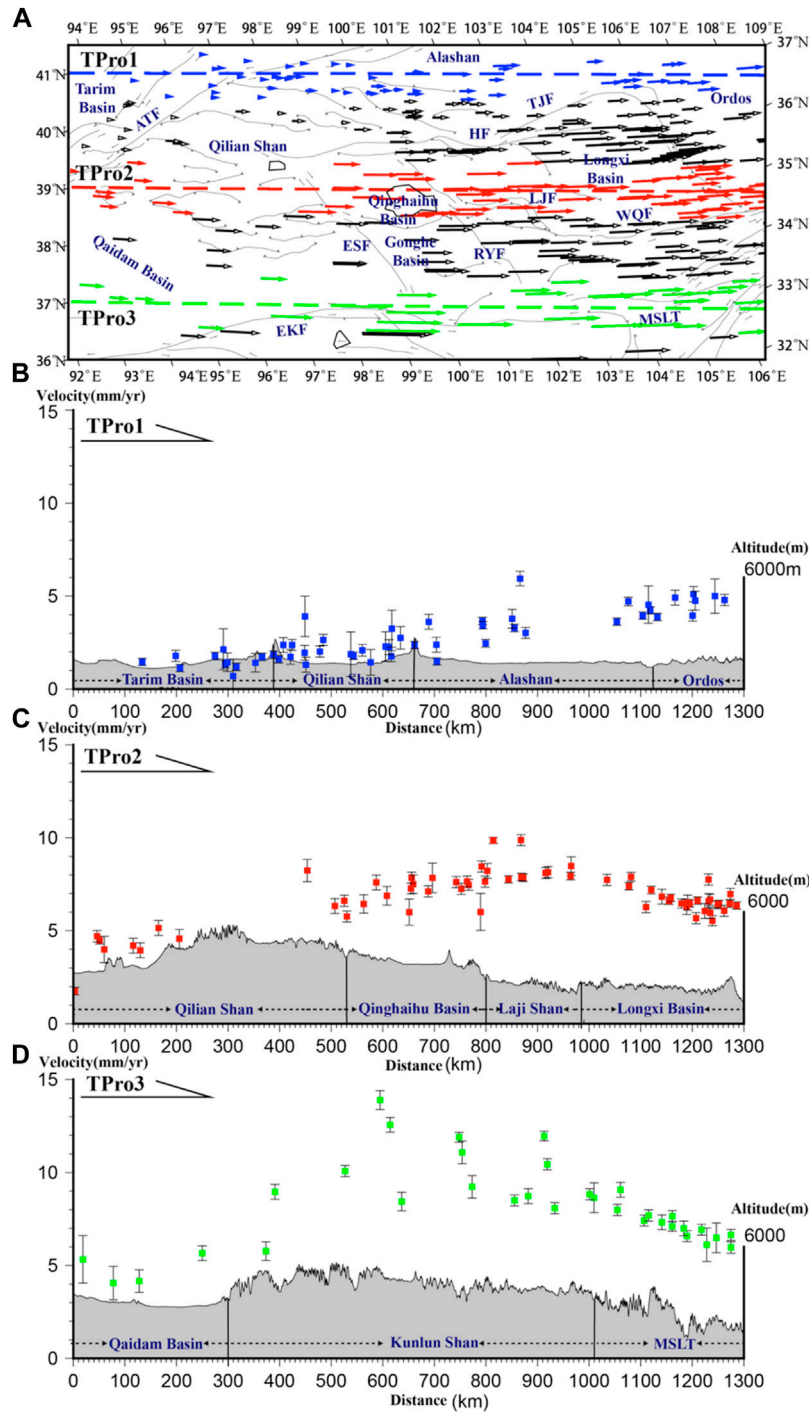 A
94°E 95°E 96°E 97°E 98°E 99°E 100°E 101°E 102°E 103°E 104°E 105°E 106°E 107°E 108°E 109°E
37°N
TPro1
Alashan
41°N
Tarim
Basin
TJF
Ordos
36°N
ATF
40°N
HF
Qilian Shan
Longxi
Basin
35°N
TPro2
39°N
Qinghaihu
Basin
LJF
WQF
34°N
38°N
ESF
Gonghe
Basin
RYF
Qaidam Basin
33°N
37°N
TPro3
EKF
MSLT
32°N
36°N
92°E 93°E 94°E 95°E 96°E 97°E 98°E 99°E 100°E 101°E 102°E 103°E 104°E 105°E 106°E
B
Velocity(mm/yr)
15
TPro1
10
Altitude(m)
6000m
5
Tarim Basin Qilian Shan Alashan Ordos
0
0 100 200 300 400 500 600 700 800 900 1000 1100 1200 1300
Distance (km)
C
Velocity(mm/yr)
15
TPro2
10
Altitude(m)
6000
5
Qilian Shan Qinghaihu Basin Laji Shan Longxi Basin
0
0 100 200 300 400 500 600 700 800 900 1000 1100 1200 1300
Distance (km)
D
Velocity(mm/yr)
15
TPro3
10
Altitude(m)
6000
5
Qaidam Basin Kunlun Shan MSLT
0
0 100 200 300 400 500 600 700 800 900 1000 1100 1200 1300
Distance (km)